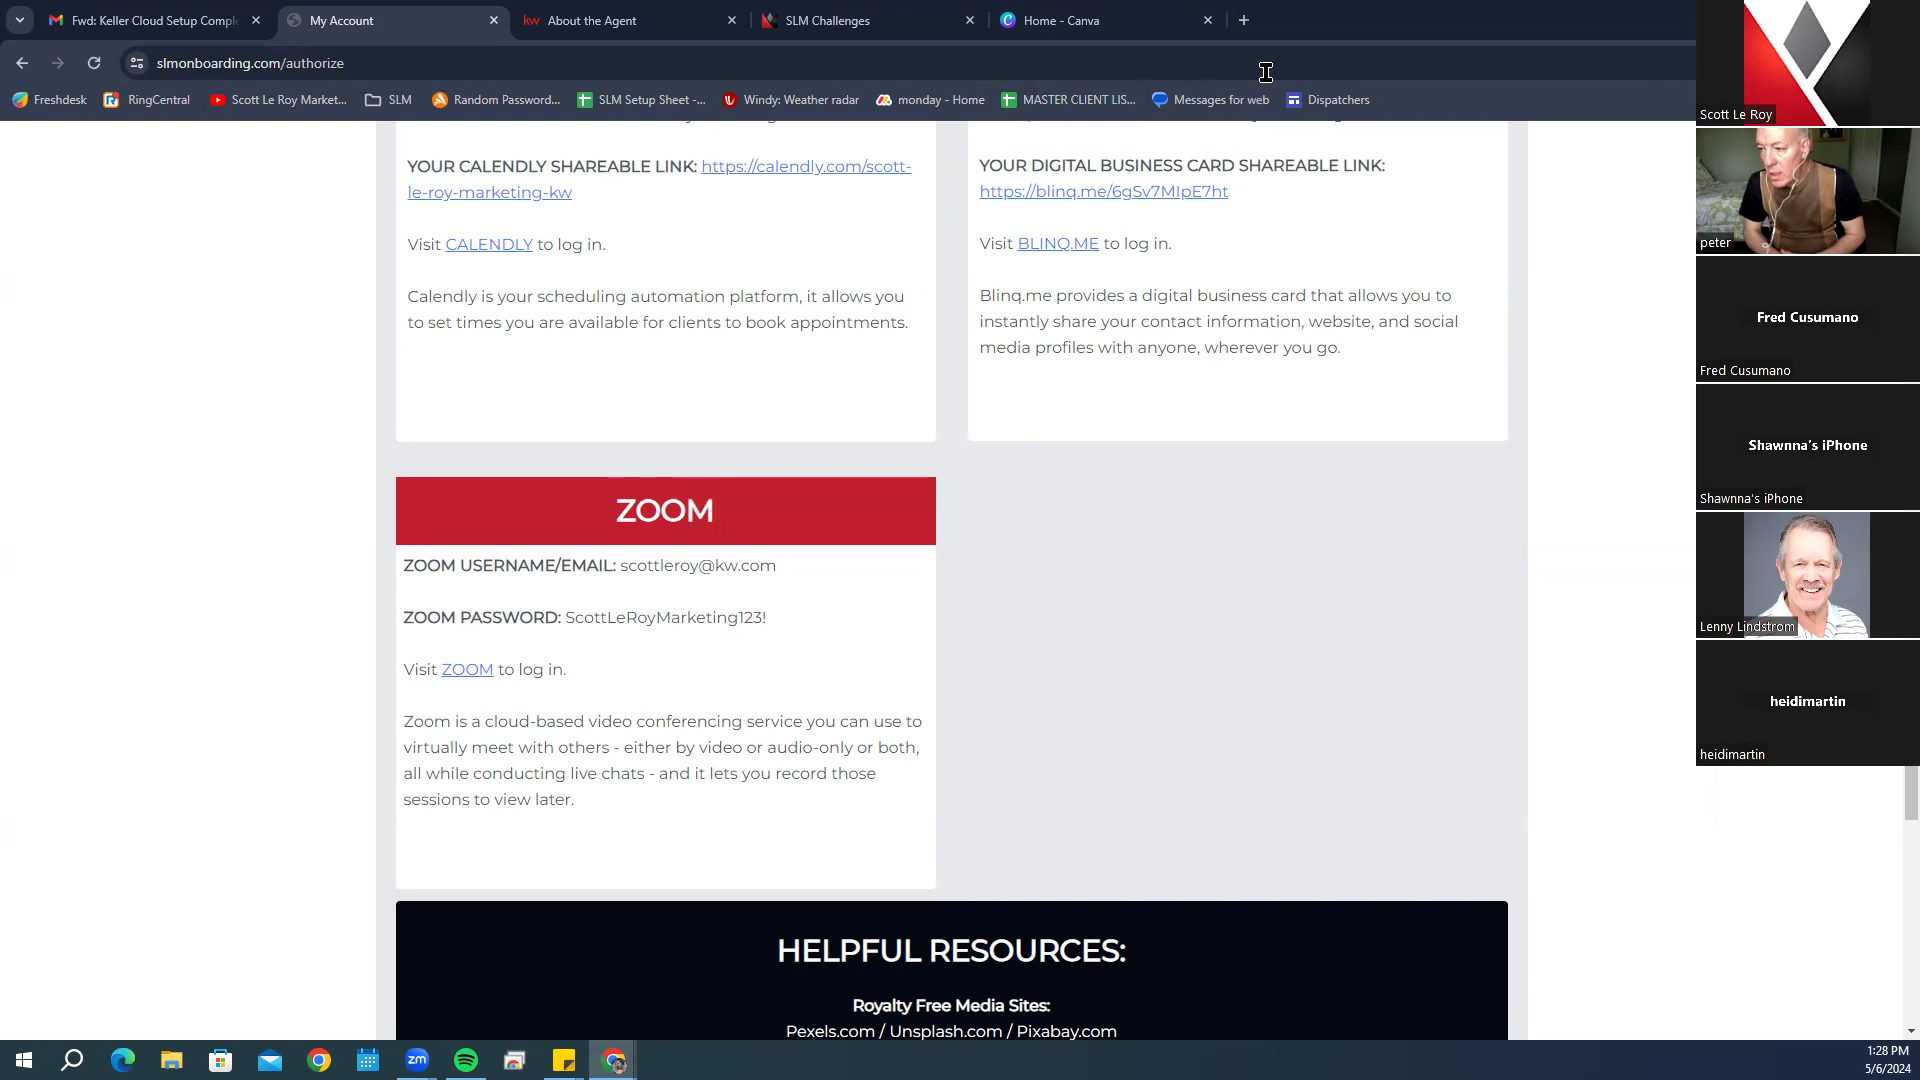 Fwd: Keller Cloud Setup Compl
My Account
kw About the Agent
SLM Challenges
Home - Canva
slmonboarding.com/authorize
Freshdesk
RingCentral
Scott Le Roy Market...
SLM
Random Password...
SLM Setup Sheet -...
Windy: Weather radar
monday - Home
MASTER CLIENT LIS...
Messages for web
Dispatchers
YOUR CALENDLY SHAREABLE LINK: https://calendly.com/scott-
le-roy-marketing-kw
Visit CALENDLY to log in.
Calendly is your scheduling automation platform, it allows you
to set times you are available for clients to book appointments.
YOUR DIGITAL BUSINESS CARD SHAREABLE LINK:
https://blinq.me/6gSv7MIpE7ht
Visit BLINQ.ME to log in.
Blinq.me provides a digital business card that allows you to
instantly share your contact information, website, and social
media profiles with anyone, wherever you go.
ZOOM
ZOOM USERNAME/EMAIL: scottleroy@kw.com
ZOOM PASSWORD: ScottLeRoyMarketing123!
Visit ZOOM to log in.
Zoom is a cloud-based video conferencing service you can use to
virtually meet with others - either by video or audio-only or both,
all while conducting live chats - and it lets you record those
sessions to view later.
HELPFUL RESOURCES:
Royalty Free Media Sites:
Pexels.com / Unsplash.com / Pixabay.com
Scott Le Roy
peter
Fred Cusumano
Fred Cusumano
Shawnna's iPhone
Shawnna's iPhone
Lenny Lindstrom
heidimartin
heidimartin
zm
1:28 PM
5/6/2024